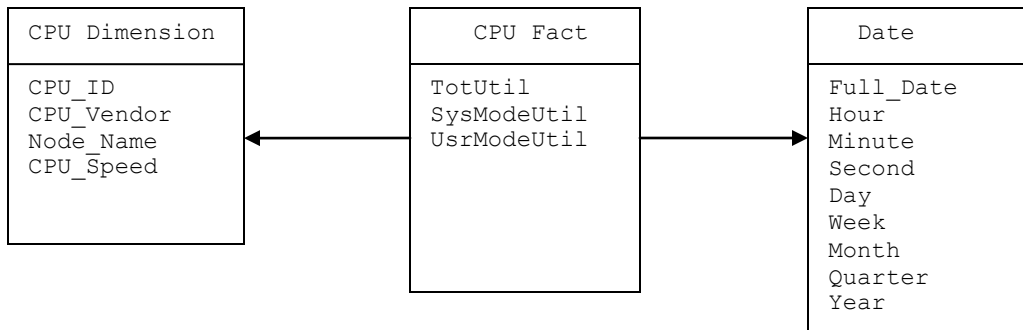 CPU Dimension
CPU_ID
CPU_Vendor
Node_Name
CPU_Speed
CPU Fact
TotUtil
SysModeUtil
UsrModeUtil
Date
Full_Date
Hour
Minute
Second
Day
Week
Month
Quarter
Year